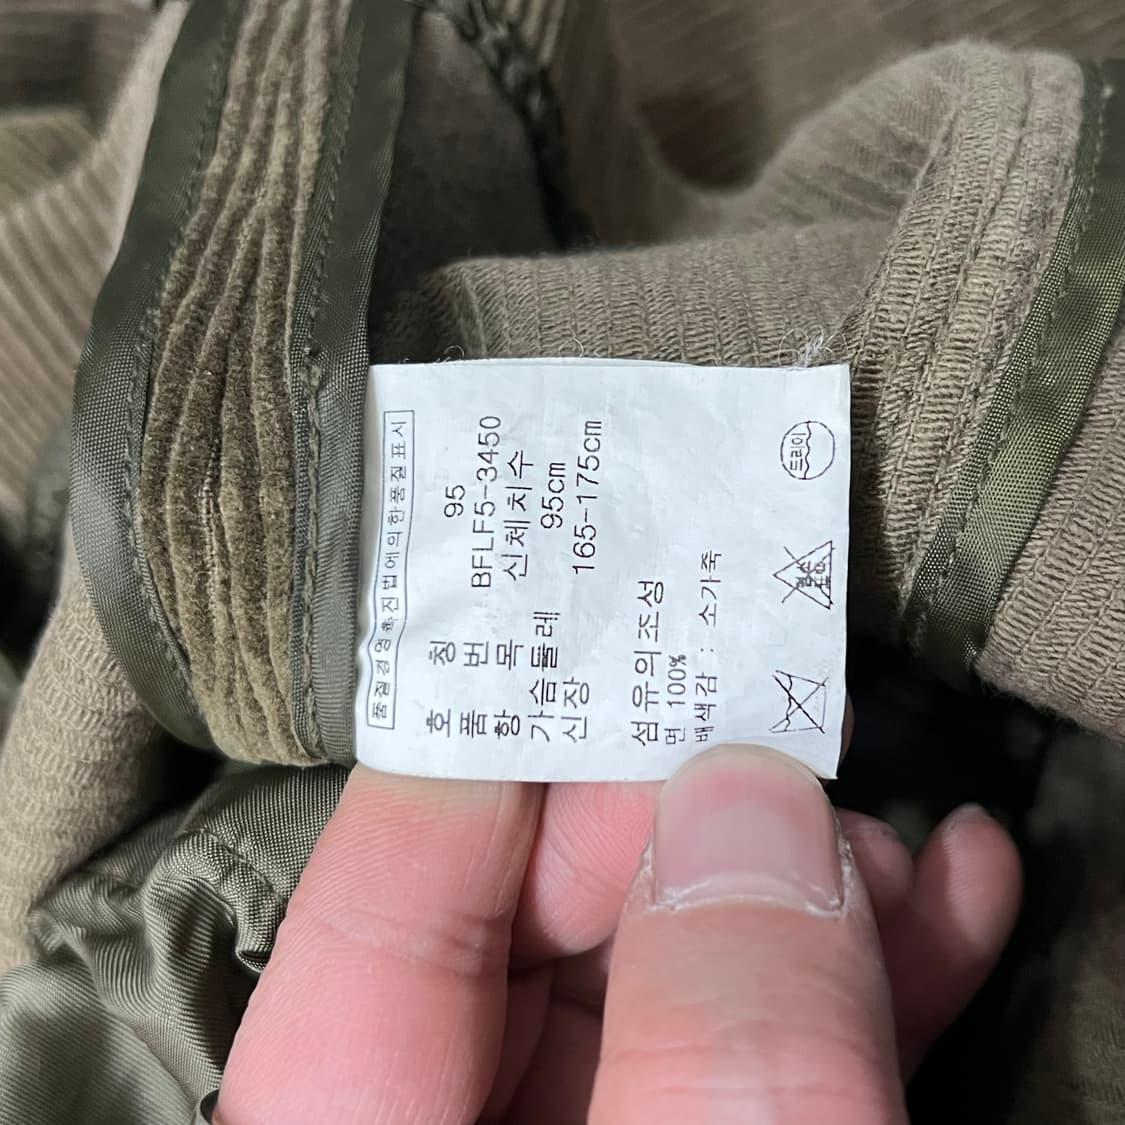 품질경영촉진법에의한품질표시
호 칭 95
품 번 BFLF5-3450
항 목 신체치수
가슴둘레 95cm
신장 165-175cm
섬유의조성
면 100%
배색감 : 소가죽
드라이